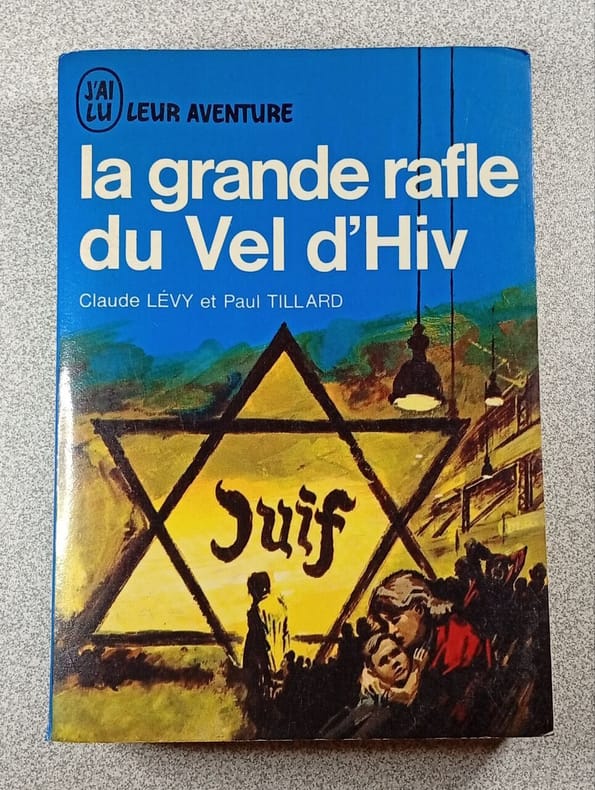 J'AI
LU
LEUR AVENTURE
la grande rafle
du Vel d'Hiv
Claude LÉVY et Paul TILLARD
Juif